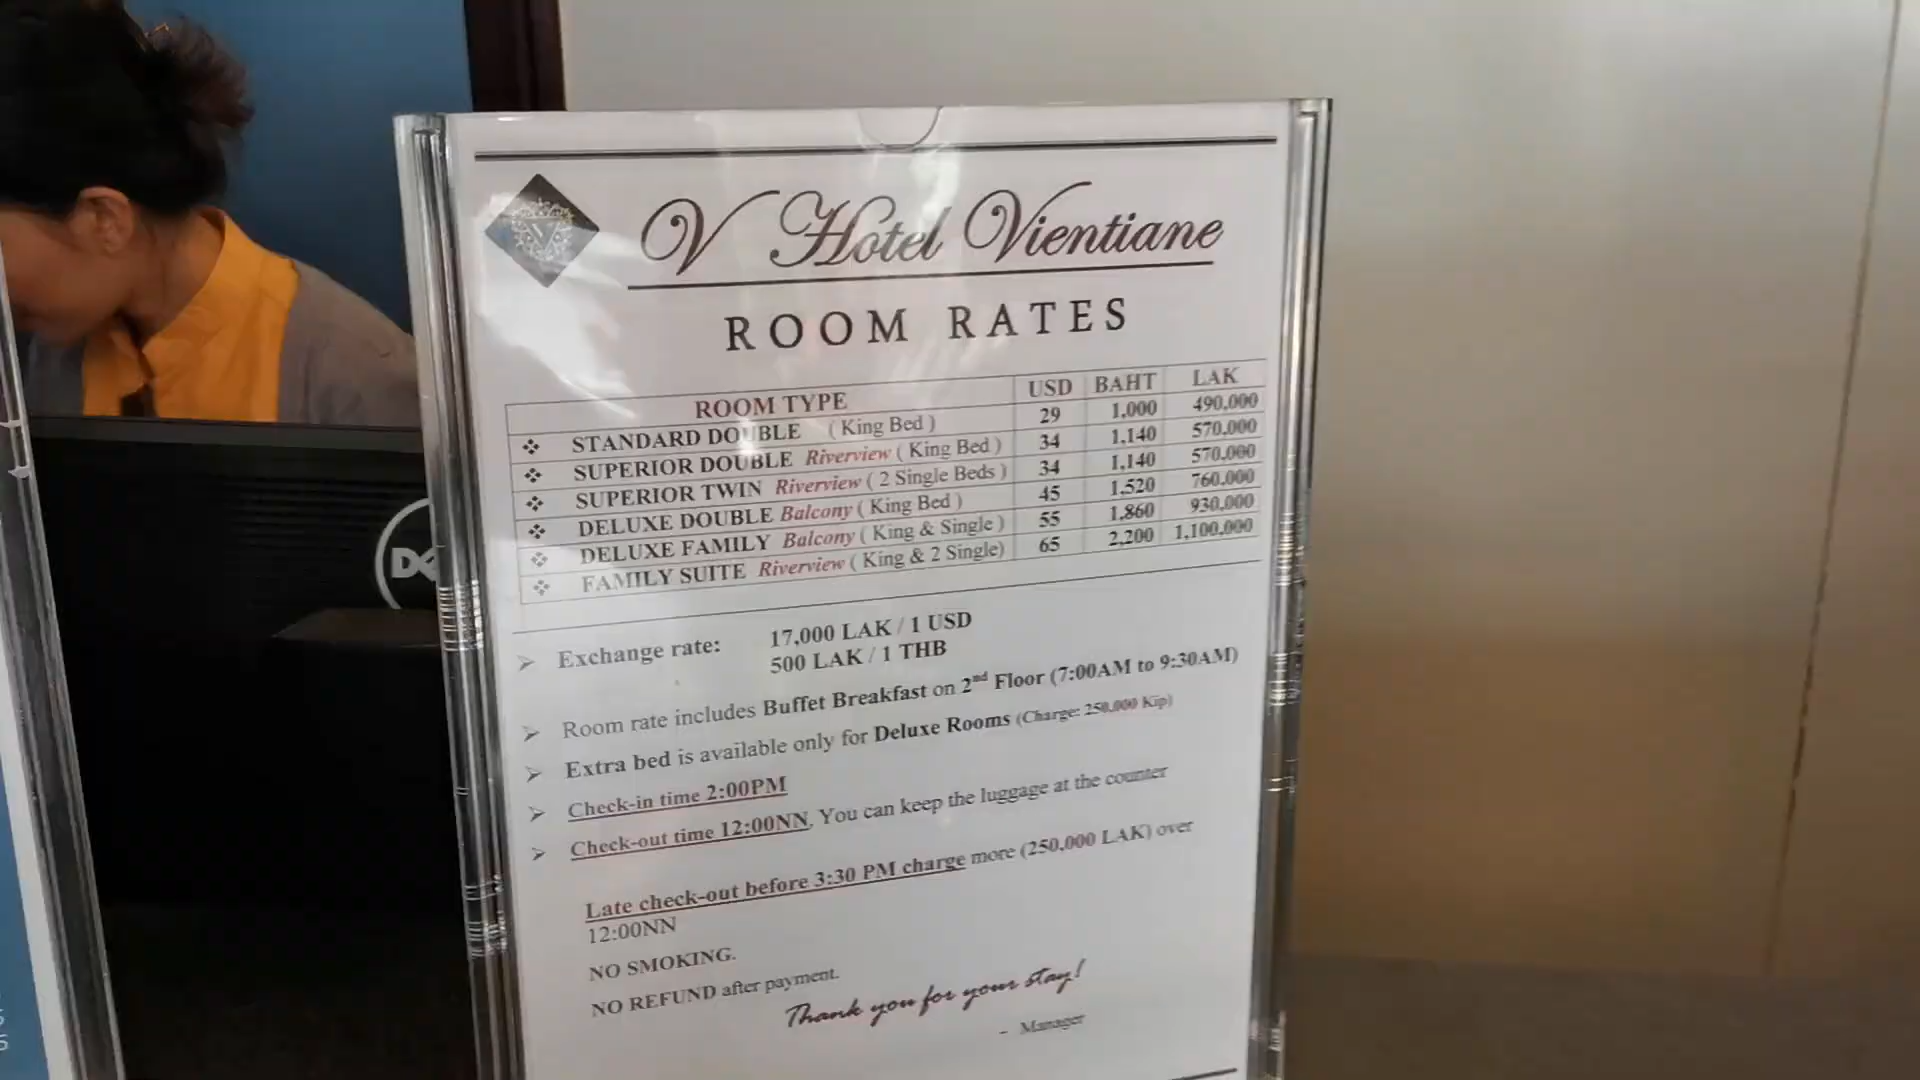 V Hotel Vientiane
ROOM RATES
ROOM TYPE USD BAHT LAK
❖ STANDARD DOUBLE ( King Bed ) 29 1,000 490,000
❖ SUPERIOR DOUBLE Riverview ( King Bed ) 34 1,140 570,000
❖ SUPERIOR TWIN Riverview ( 2 Single Beds ) 34 1,140 570,000
❖ DELUXE DOUBLE Balcony ( King Bed ) 45 1,520 760,000
❖ DELUXE FAMILY Balcony ( King & Single ) 55 1,860 930,000
❖ FAMILY SUITE Riverview ( King & 2 Single) 65 2,200 1,100,000
➢ Exchange rate: 17,000 LAK / 1 USD
500 LAK / 1 THB
➢ Room rate includes Buffet Breakfast on 2nd Floor (7:00AM to 9:30AM)
➢ Extra bed is available only for Deluxe Rooms (Charge: 250.000 Kip)
➢ Check-in time 2:00PM
➢ Check-out time 12:00NN, You can keep the luggage at the counter
Late check-out before 3:30 PM charge more (250.000 LAK) over
12:00NN
NO SMOKING.
NO REFUND after payment.
Thank you for your stay!
- Manager